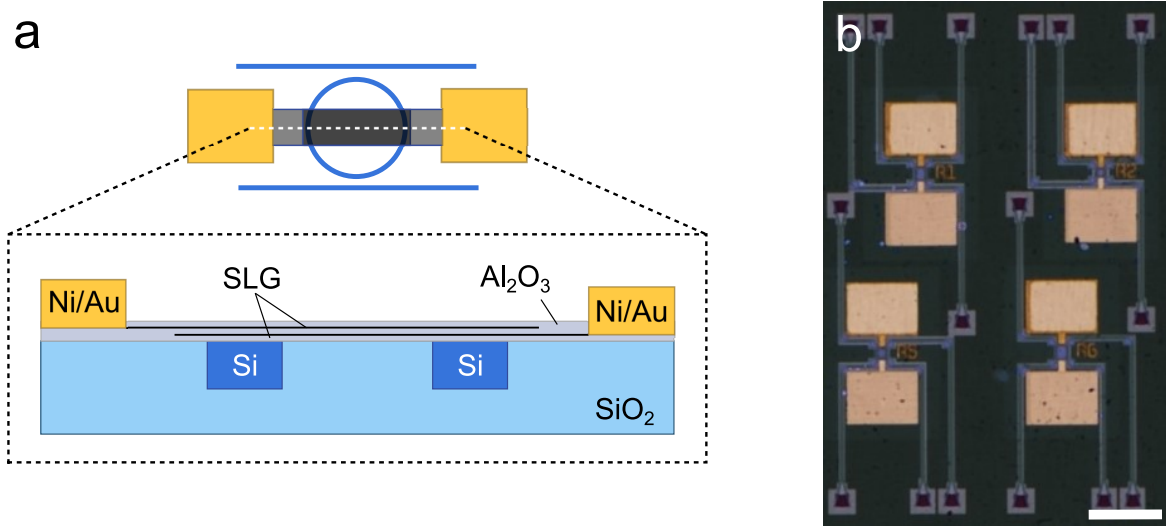 a
b
SLG
Al₂O₃
Ni/Au
Ni/Au
Si
Si
SiO₂
R1
R2
R5
R6